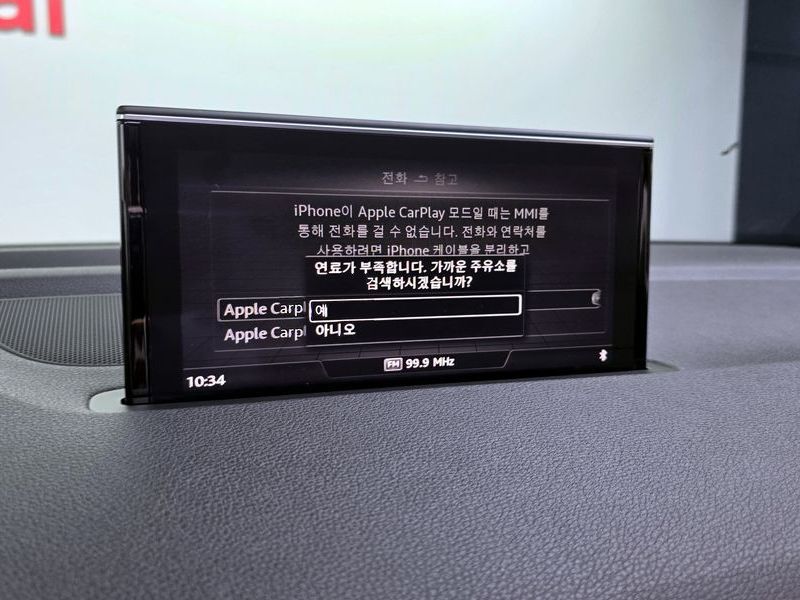 전화 참고
iPhone이 Apple CarPlay 모드일 때는 MMI를
통해 전화를 걸 수 없습니다. 전화와 연락처를
사용하려면 iPhone 케이블을 분리하고
연료가 부족합니다. 가까운 주유소를
검색하시겠습니까?
Apple Carpl
예
Apple Carpl
아니오
FM 99.9 MHz
10:34